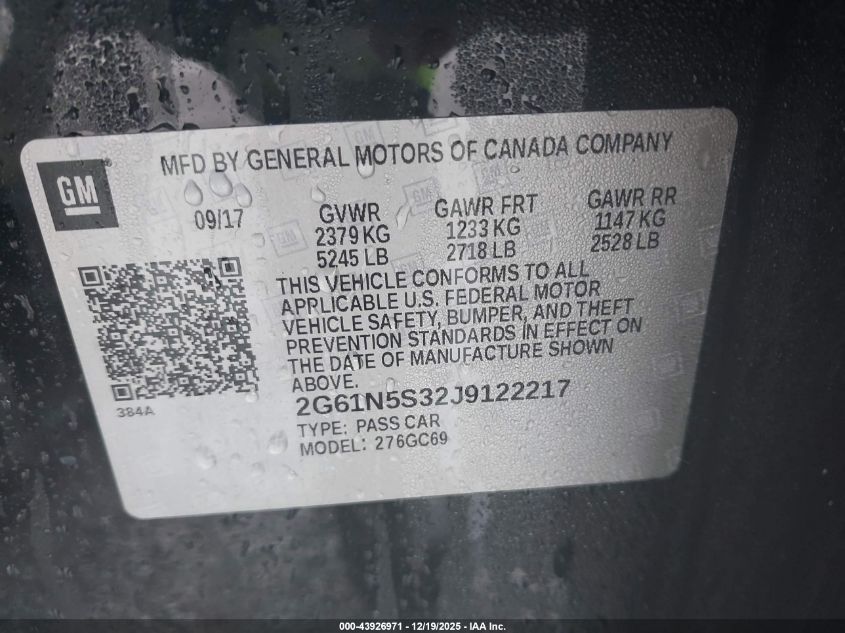 MFD BY GENERAL MOTORS OF CANADA COMPANY
GM
09/17
GVWR
2379 KG
5245 LB
GAWR FRT
1233 KG
2718 LB
GAWR RR
1147 KG
2528 LB
THIS VEHICLE CONFORMS TO ALL
APPLICABLE U.S. FEDERAL MOTOR
VEHICLE SAFETY, BUMPER, AND THEFT
PREVENTION STANDARDS IN EFFECT ON
THE DATE OF MANUFACTURE SHOWN
ABOVE.
384A
2G61N5S32J9122217
TYPE: PASS CAR
MODEL: 276GC69
000-43926971 - 12/19/2025 - IAA Inc.